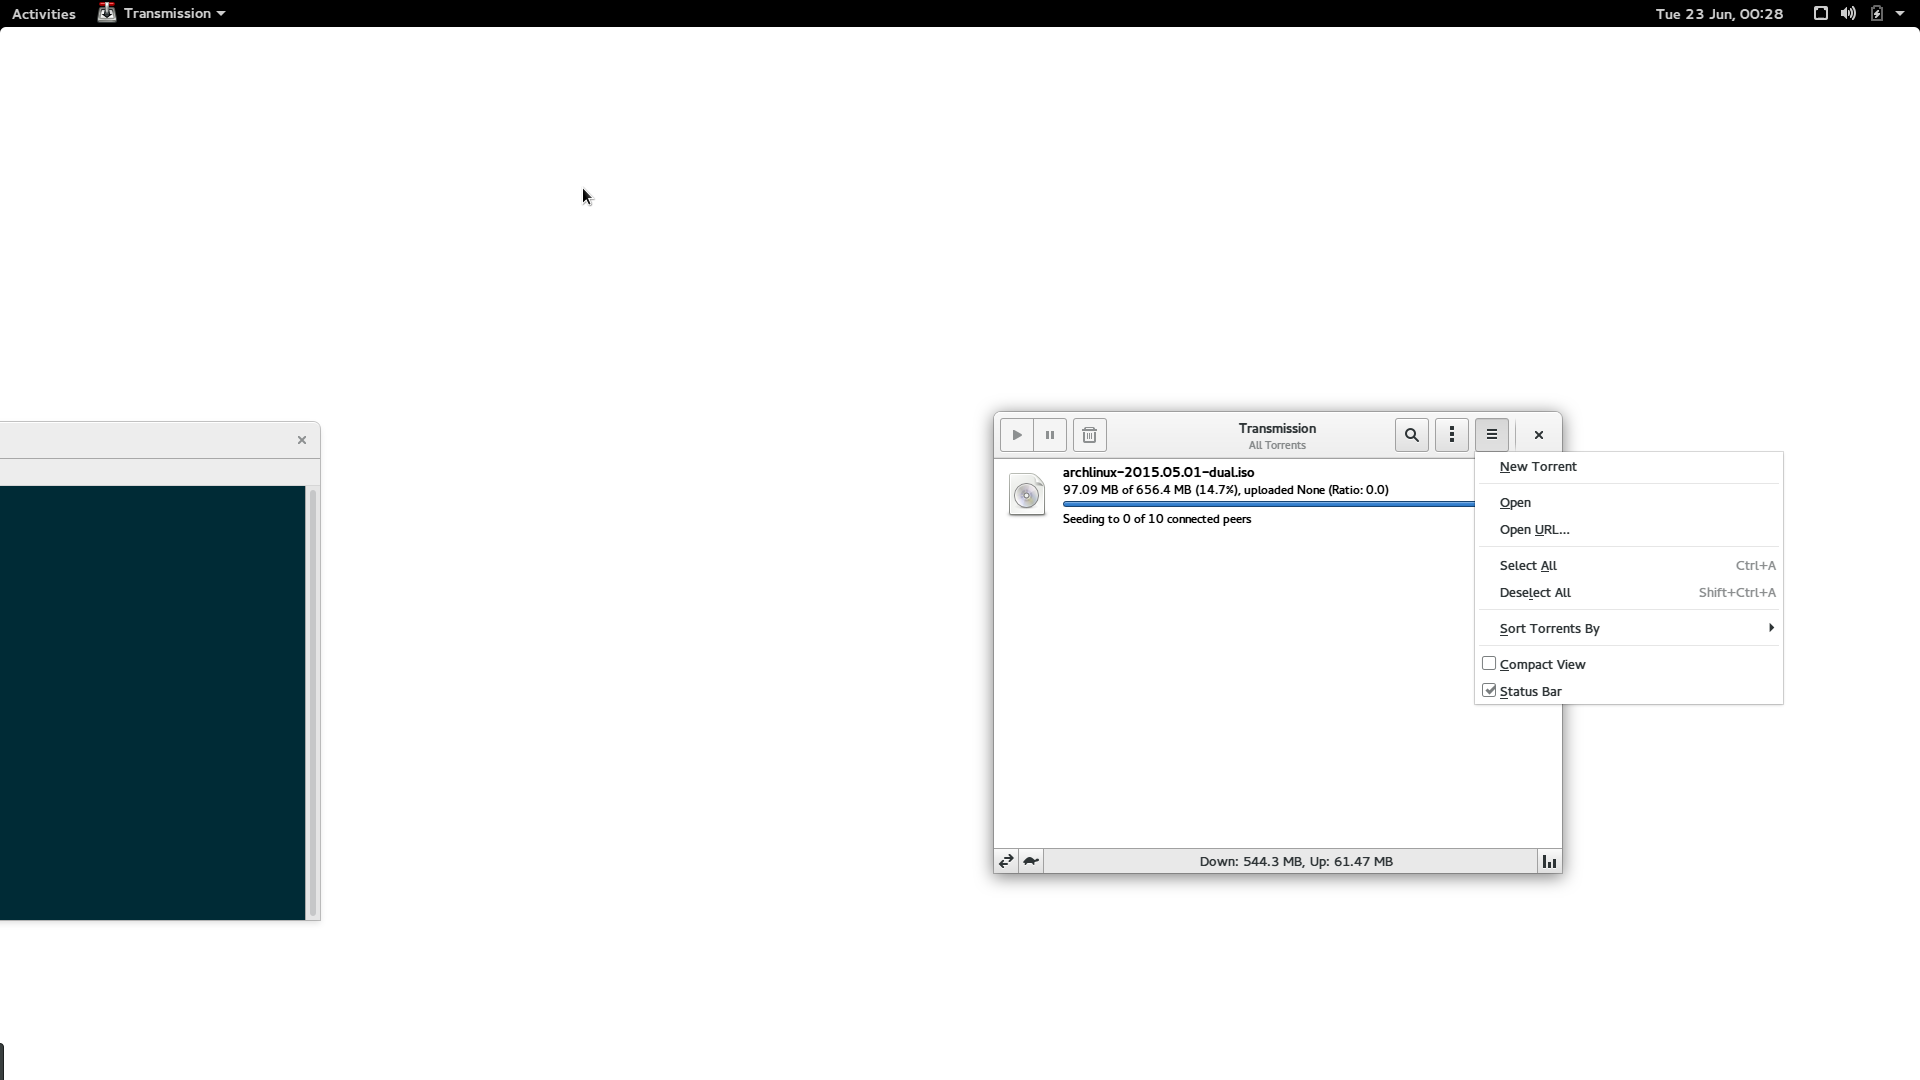 Activities Transmission Tue 23 Jun, 00:28
Transmission
All Torrents
archlinux-2015.05.01-dual.iso
97.09 MB of 656.4 MB (14.7%), uploaded None (Ratio: 0.0)
Seeding to 0 of 10 connected peers
New Torrent
Open
Open URL...
Select All Ctrl+A
Deselect All Shift+Ctrl+A
Sort Torrents By
Compact View
Status Bar
Down: 544.3 MB, Up: 61.47 MB